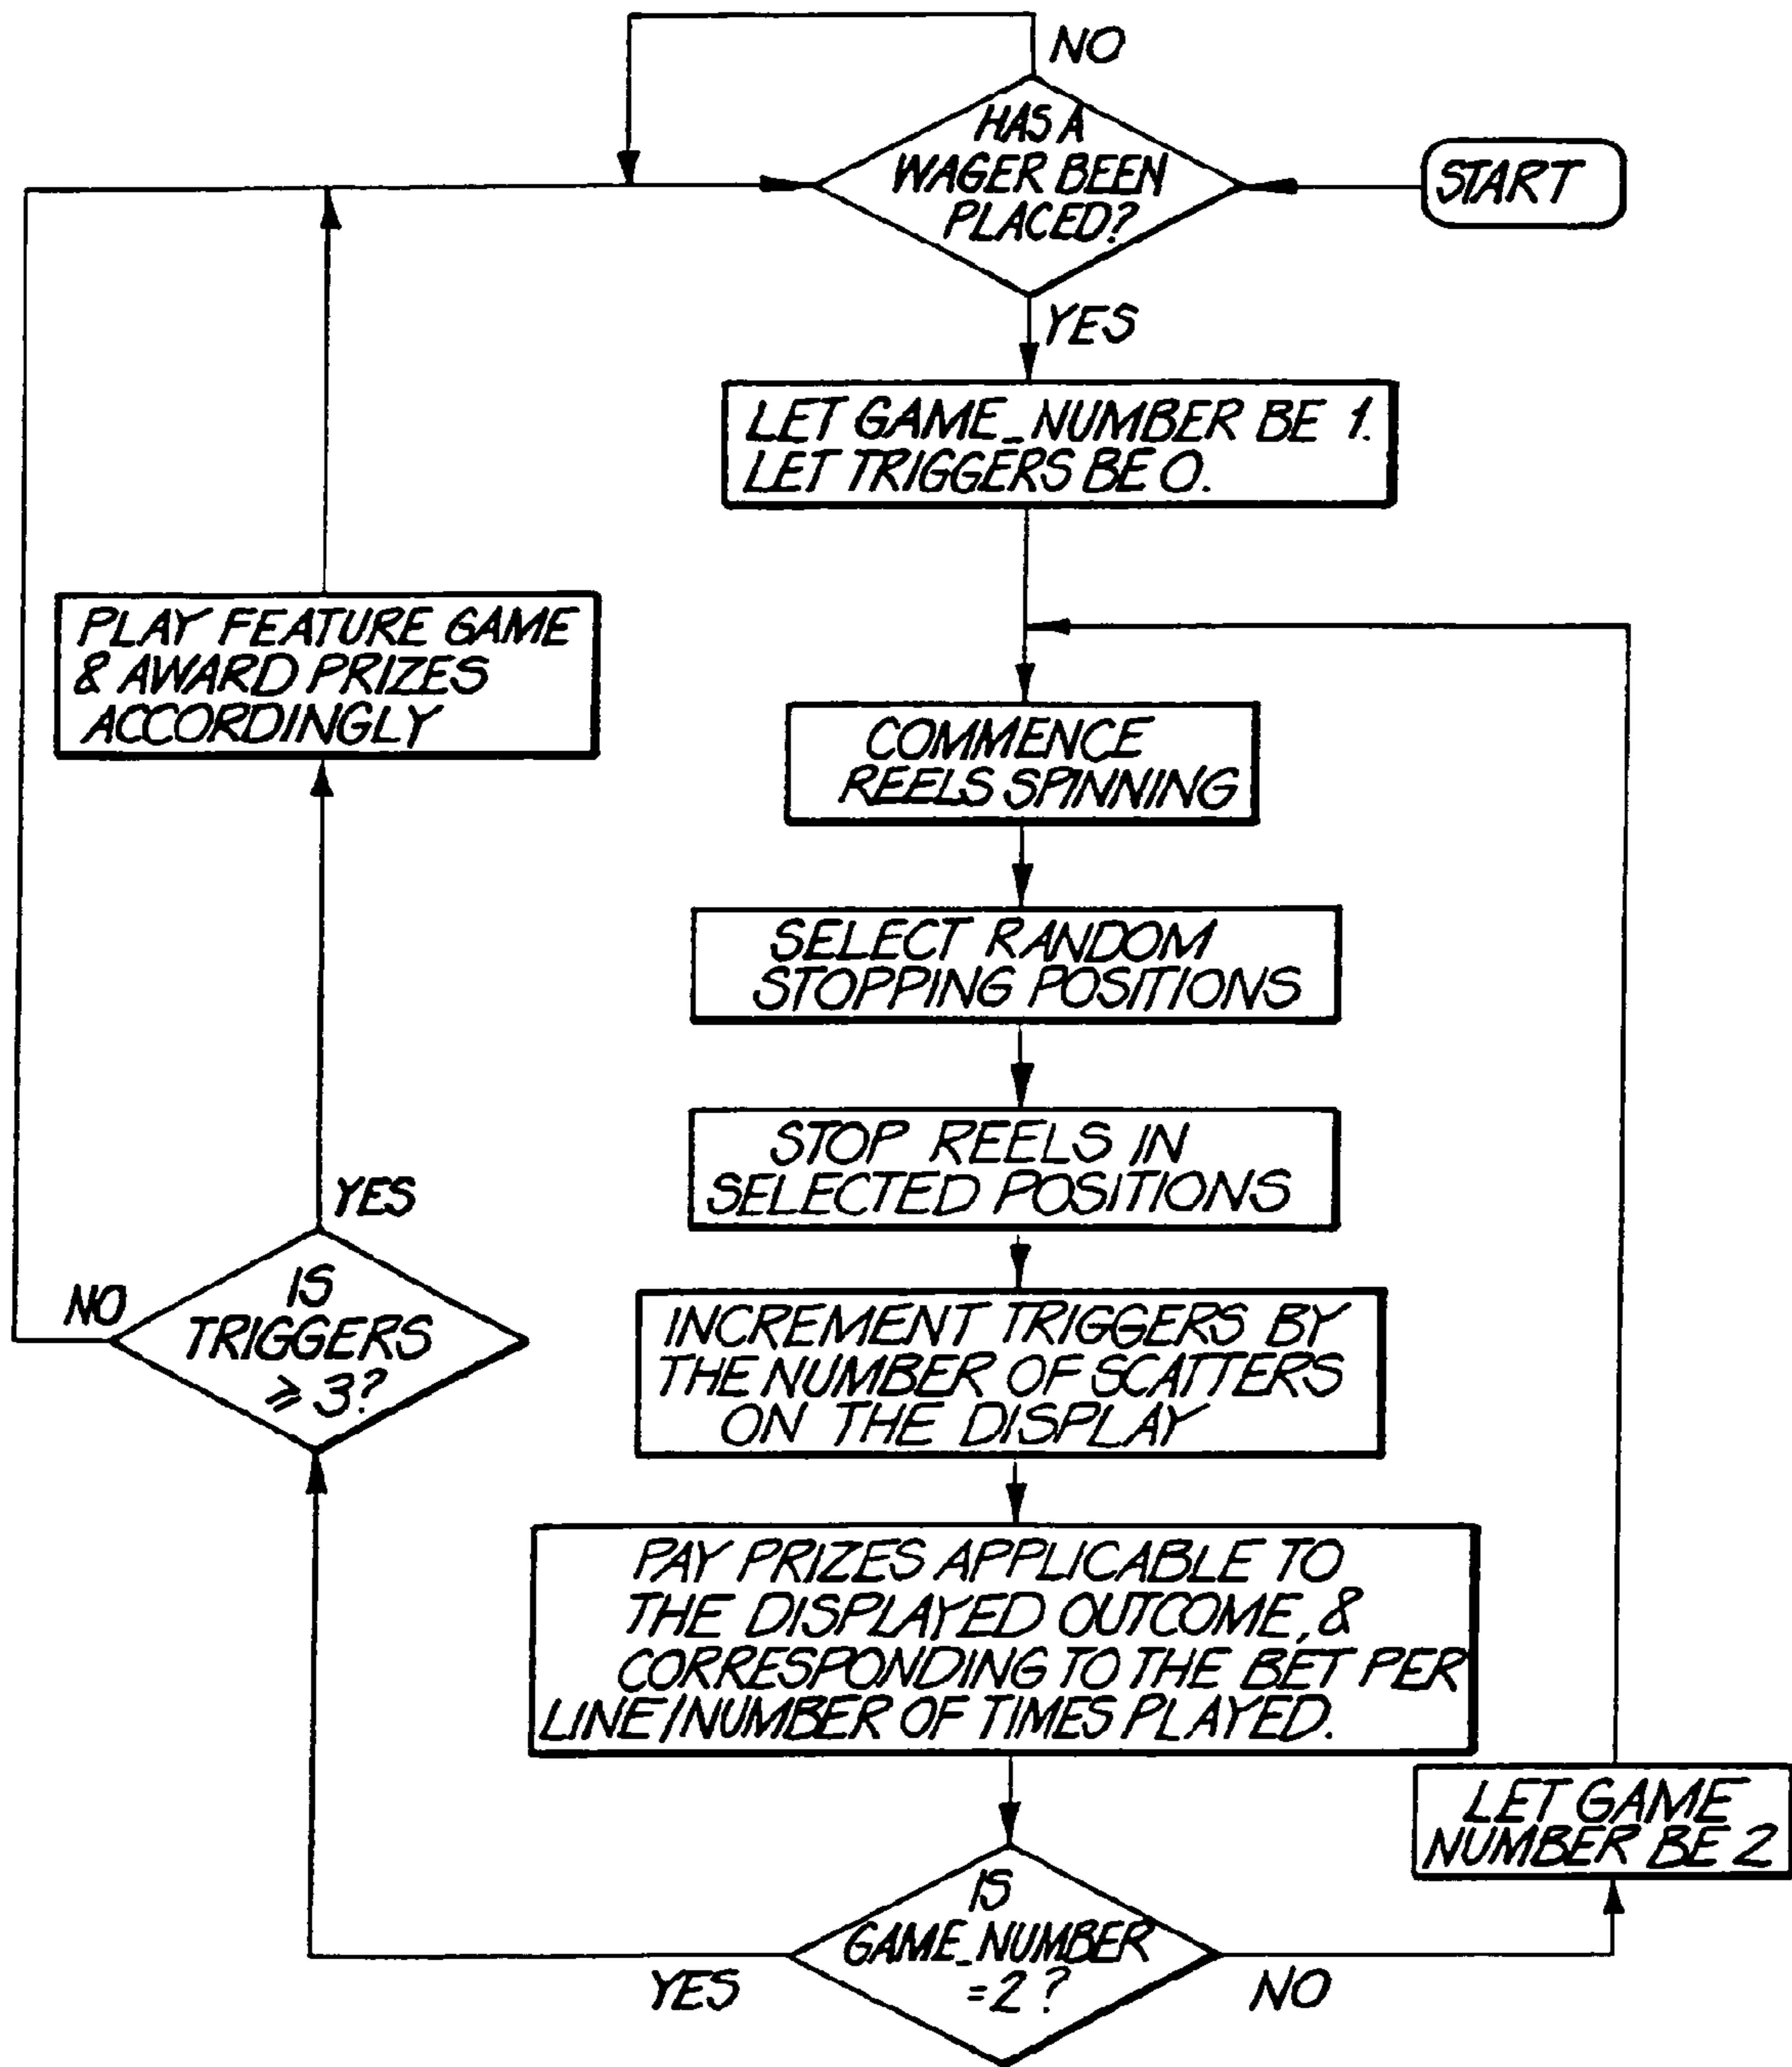 NO
HAS A
WAGER BEEN
PLACED?
START
YES
LET GAME_NUMBER BE 1.
LET TRIGGERS BE 0.
PLAY FEATURE GAME
& AWARD PRIZES
ACCORDINGLY
COMMENCE
REELS SPINNING
SELECT RANDOM
STOPPING POSITIONS
STOP REELS IN
SELECTED POSITIONS
YES
NO
IS
TRIGGERS
≥ 3?
INCREMENT TRIGGERS BY
THE NUMBER OF SCATTERS
ON THE DISPLAY
PAY PRIZES APPLICABLE TO
THE DISPLAYED OUTCOME, &
CORRESPONDING TO THE BET PER
LINE/NUMBER OF TIMES PLAYED.
LET GAME
NUMBER BE 2
IS
GAME_NUMBER
=2?
YES
NO